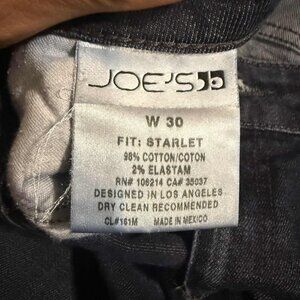 JOE'S
W 30
FIT: STARLET
98% COTTON/COTON
2% ELASTAM
RN# 106214 CA# 35037
DESIGNED IN LOS ANGELES
DRY CLEAN RECOMMENDED
CL#161M MADE IN MEXICO